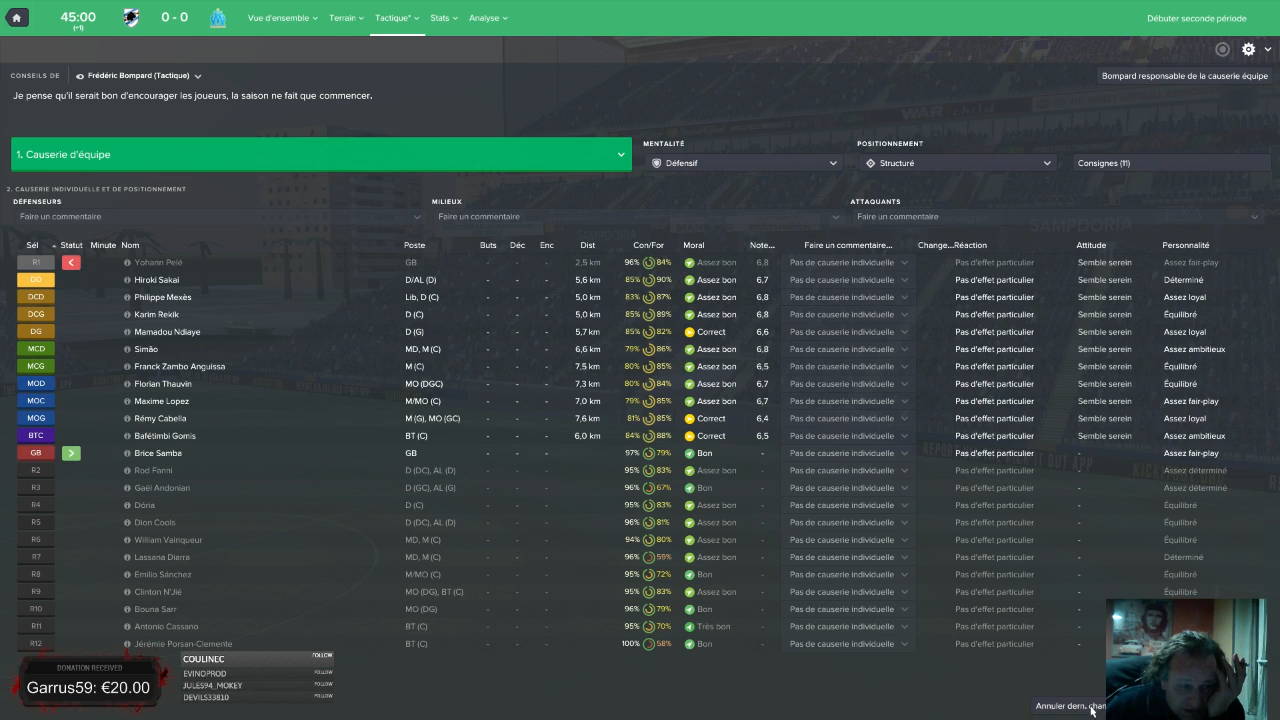 45:00 0 - 0 Vue d'ensemble Terrain Tactique* Stats Analyse Débuter seconde période
(+1)
CONSEILS DE Frédéric Bompard (Tactique) Bompard responsable de la causerie équipe
Je pense qu'il serait bon d'encourager les joueurs, la saison ne fait que commencer.
MENTALITÉ POSITIONNEMENT
1. Causerie d'équipe Défensif Structuré Consignes (11)
2. CAUSERIE INDIVIDUELLE ET DE POSITIONNEMENT
DÉFENSEURS MILIEUX ATTAQUANTS
Faire un commentaire Faire un commentaire Faire un commentaire
Sél Statut Minute Nom Poste Buts Déc Enc Dist Con/For Moral Note... Faire un commentaire... Change... Réaction Attitude Personnalité
R1 Yohann Pelé GB - - - 2,5 km 96% 84% Assez bon 6.8 Pas de causerie individuelle Pas d'effet particulier Semble serein Assez fair-play
DD Hiroki Sakai D/AL (D) - - - 5,6 km 85% 90% Assez bon 6.7 Pas de causerie individuelle Pas d'effet particulier Semble serein Déterminé
DCD Philippe Mexès Lib, D (C) - - - 5,0 km 83% 87% Assez bon 6.8 Pas de causerie individuelle Pas d'effet particulier Semble serein Assez loyal
DCG Karim Rekik D (C) - - - 5,0 km 85% 89% Assez bon 6.8 Pas de causerie individuelle Pas d'effet particulier Semble serein Équilibré
DG Mamadou Ndiaye D (G) - - - 5,7 km 85% 82% Correct 6.6 Pas de causerie individuelle Pas d'effet particulier Semble serein Assez loyal
MCD Simão MD, M (C) - - - 6,6 km 79% 86% Assez bon 6.8 Pas de causerie individuelle Pas d'effet particulier Semble serein Assez ambitieux
MCG Franck Zambo Anguissa M (C) - - - 7,5 km 80% 85% Assez bon 6,5 Pas de causerie individuelle Pas d'effet particulier Semble serein Équilibré
MOD Florian Thauvin MO (DGC) - - - 7,3 km 80% 84% Assez bon 6.7 Pas de causerie individuelle Pas d'effet particulier Semble serein Équilibré
MOC Maxime Lopez M/MO (C) - - - 7,0 km 79% 85% Assez bon 6.7 Pas de causerie individuelle Pas d'effet particulier Semble serein Assez fair-play
MOG Rémy Cabella M (G), MO (GC) - - - 7,6 km 81% 85% Correct 6.4 Pas de causerie individuelle Pas d'effet particulier Semble serein Assez loyal
BTC Bafétimbi Gomis BT (C) - - - 6,0 km 84% 88% Correct 6,5 Pas de causerie individuelle Pas d'effet particulier Semble serein Assez ambitieux
GB Brice Samba GB - - - 97% 79% Bon - Pas de causerie individuelle Pas d'effet particulier - Assez fair-play
R2 Rod Fanni D (DC), AL (D) - - - 95% 83% Assez bon - Pas de causerie individuelle Pas d'effet particulier - Assez déterminé
R3 Gaël Andonian D (GC), AL (G) - - - 96% 67% Bon - Pas de causerie individuelle Pas d'effet particulier - Assez déterminé
R4 Dória D (C) - - - 95% 83% Assez bon - Pas de causerie individuelle Pas d'effet particulier - Équilibré
R5 Dion Cools D (DC), AL (D) - - - 96% 81% Assez bon - Pas de causerie individuelle Pas d'effet particulier - Équilibré
R6 William Vainqueur MD, M (C) - - - 94% 80% Assez bon - Pas de causerie individuelle Pas d'effet particulier - Équilibré
R7 Lassana Diarra MD, M (C) - - - 96% 59% Assez bon - Pas de causerie individuelle Pas d'effet particulier - Déterminé
R8 Emilio Sánchez M/MO (C) - - - 95% 72% Bon - Pas de causerie individuelle Pas d'effet particulier - Équilibré
R9 Clinton N'Jié MO (DG), BT (C) - - - 95% 83% Assez bon - Pas de causerie individuelle Pas d'effet particulier - Équilibré
R10 Bouna Sarr MO (DG) - - - 96% 79% Bon - Pas de causerie individuelle Pas d'effet particulier -
R11 Antonio Cassano BT (C) - - - 95% 70% Très bon - Pas de causerie individuelle Pas d'effet particulier -
R12 Jérémie Porsan-Clemente BT (C) - - - 100% 58% Bon - Pas de causerie individuelle Pas d'effet particulier -
DONATION RECEIVED
Garrus59: €20.00
COULINEC FOLLOW
EVINOPROD FOLLOW
JULES94_MOKEY FOLLOW
DEVILS33810 FOLLOW
Annuler dern. chan